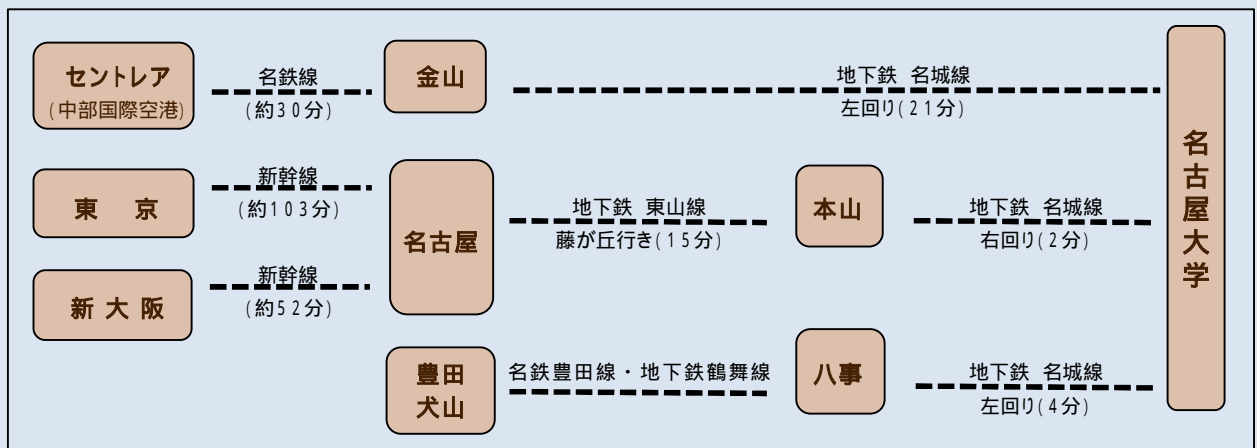 セントレア
(中部国際空港)
名鉄線
(約30分)
金山
地下鉄 名城線
左回り(21分)
東 京
新幹線
(約103分)
名古屋
地下鉄 東山線
藤が丘行き(15分)
本山
地下鉄 名城線
右回り(2分)
新大阪
新幹線
(約52分)
豊田
犬山
名鉄豊田線・地下鉄鶴舞線
八事
地下鉄 名城線
左回り(4分)
名古屋大学